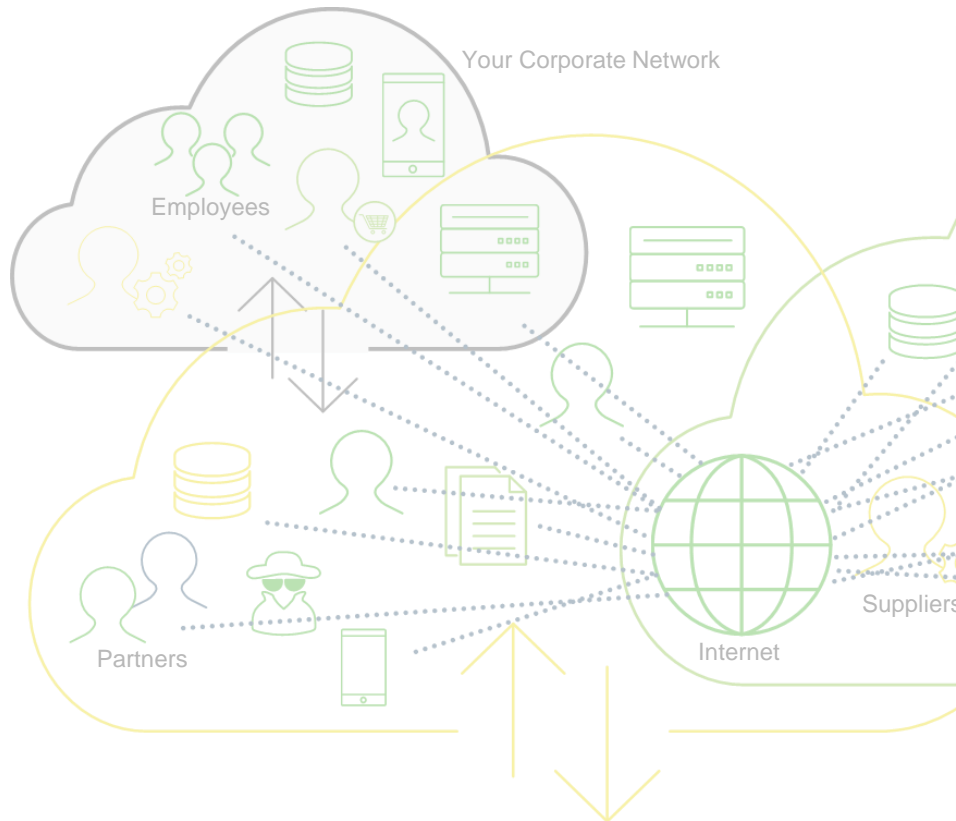 Your Corporate Network
Employees
Suppliers
Internet
Partners